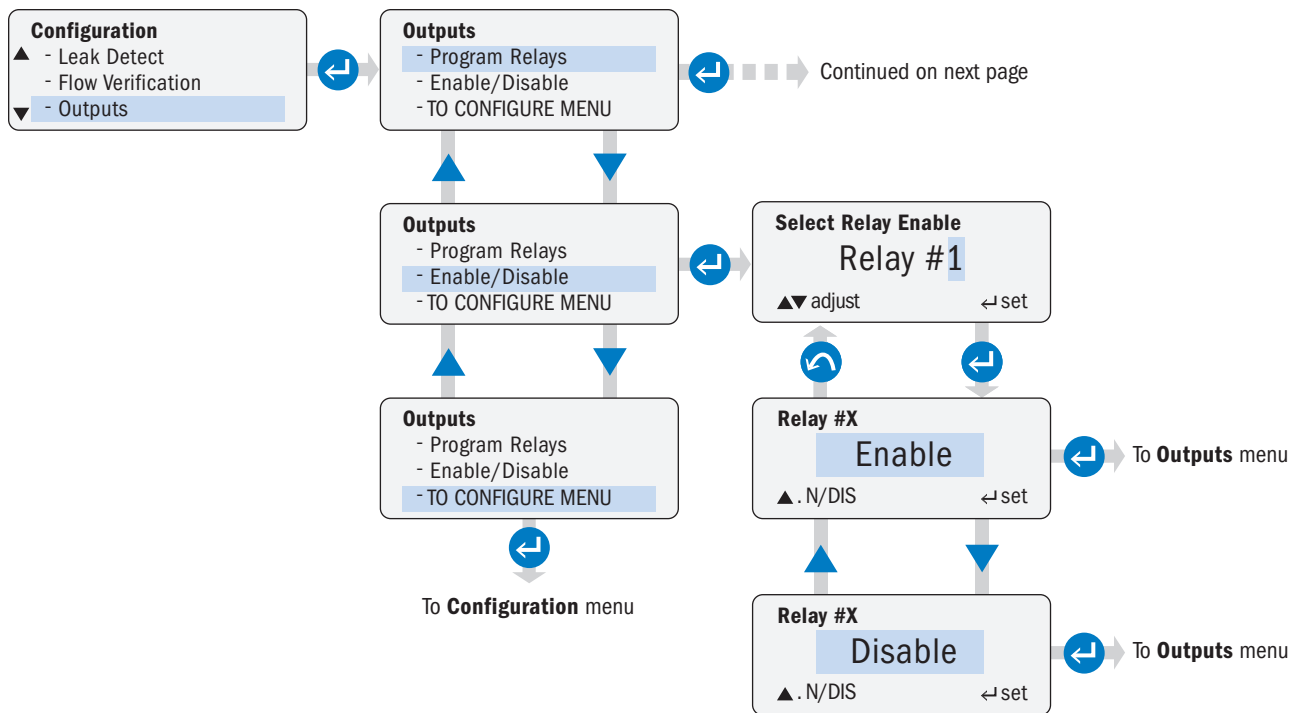 Configuration
▲ - Leak Detect
- Flow Verification
▼ - Outputs
Outputs
- Program Relays
- Enable/Disable
- TO CONFIGURE MENU
Continued on next page
Outputs
- Program Relays
- Enable/Disable
- TO CONFIGURE MENU
Select Relay Enable
Relay #1
▲▼ adjust ↵ set
Outputs
- Program Relays
- Enable/Disable
- TO CONFIGURE MENU
To Configuration menu
Relay #X
Enable
▲ . N/DIS ↵ set
To Outputs menu
Relay #X
Disable
▲ . N/DIS ↵ set
To Outputs menu